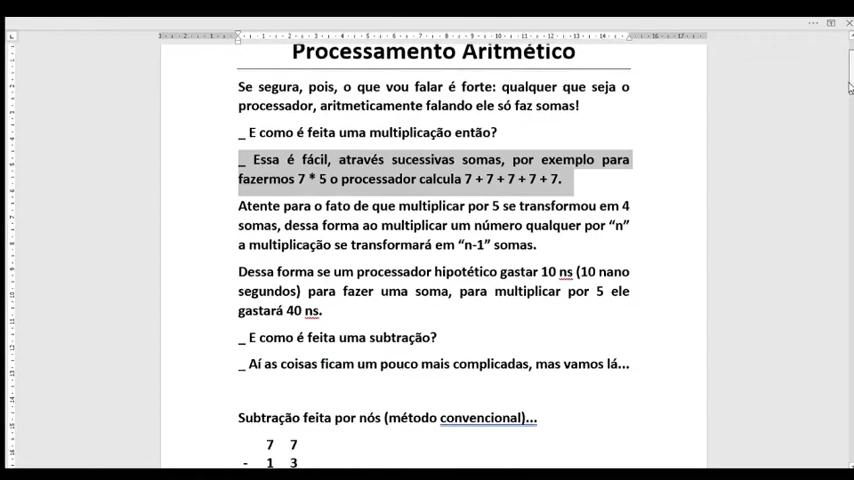 Processamento Aritmético
Se segura, pois, o que vou falar é forte: qualquer que seja o
processador, aritmeticamente falando ele só faz somas!
_ E como é feita uma multiplicação então?
_ Essa é fácil, através sucessivas somas, por exemplo para
fazermos 7 * 5 o processador calcula 7 + 7 + 7 + 7 + 7.
Atente para o fato de que multiplicar por 5 se transformou em 4
somas, dessa forma ao multiplicar um número qualquer por “n”
a multiplicação se transformará em “n-1” somas.
Dessa forma se um processador hipotético gastar 10 ns (10 nano
segundos) para fazer uma soma, para multiplicar por 5 ele
gastará 40 ns.
_ E como é feita uma subtração?
_ Aí as coisas ficam um pouco mais complicadas, mas vamos lá...
Subtração feita por nós (método convencional)...
7 7
- 1 3